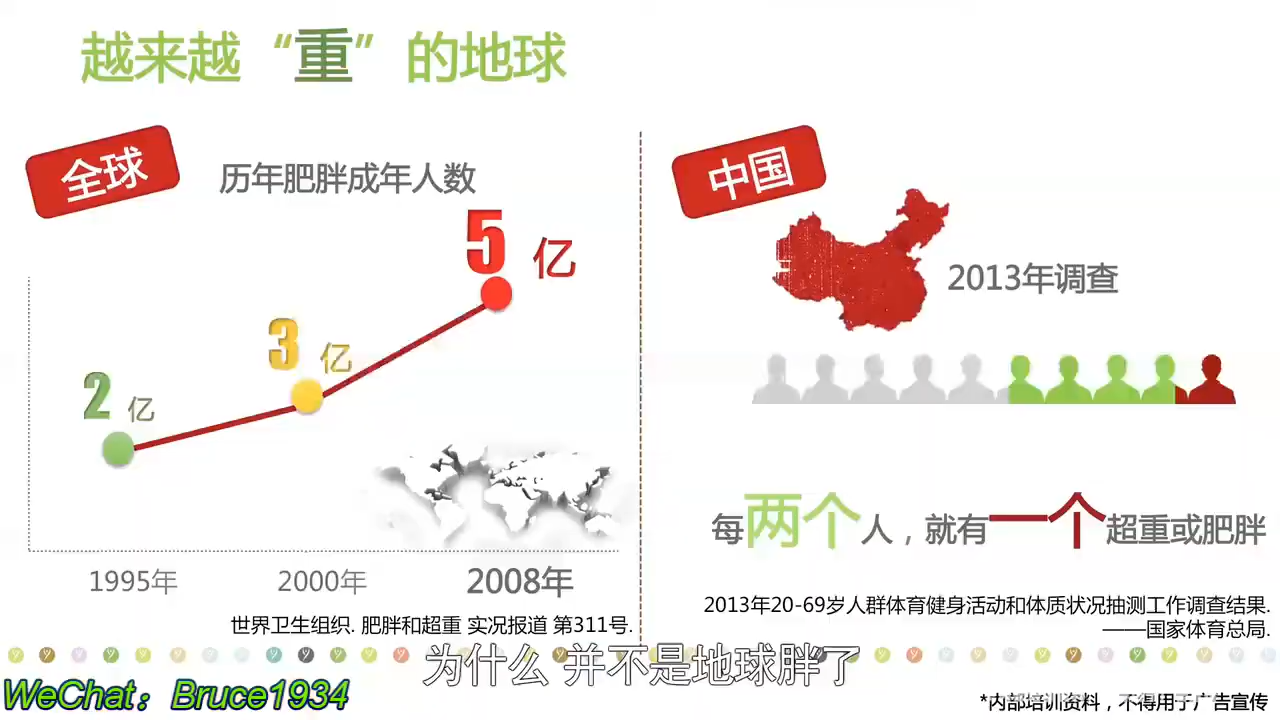 越来越“重”的地球
全球
历年肥胖成年人数
5亿
3亿
2亿
1995年
2000年
2008年
世界卫生组织. 肥胖和超重 实况报道 第311号.
中国
2013年调查
每两个人，就有一个超重或肥胖
2013年20-69岁人群体育健身活动和体质状况抽测工作调查结果.
——国家体育总局.
为什么 并不是地球胖了
WeChat：Bruce1934
*内部培训资料，不得用于广告宣传